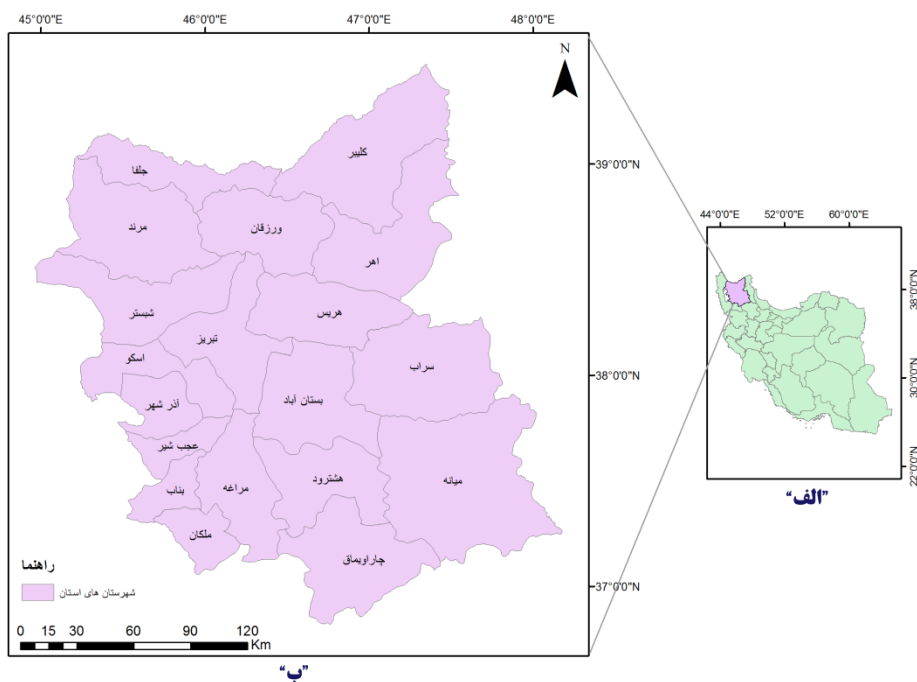 45°0'0"E 46°0'0"E 47°0'0"E 48°0'0"E
N
39°0'0"N
38°0'0"N
37°0'0"N
کلیبر
جلفا
مرند
ورزقان
اهر
شبستر
هریس
تبریز
اسکو
سراب
آذر شهر
بستان آباد
عجب شیر
هشترود
میانه
بناب
مراغه
ملکان
چاراویماق
راهنما
شهرستان های استان
0 15 30 60 90 120
Km
"ب"
44°0'0"E 52°0'0"E 60°0'0"E
38°0'0"N
30°0'0"N
22°0'0"N
"الف"